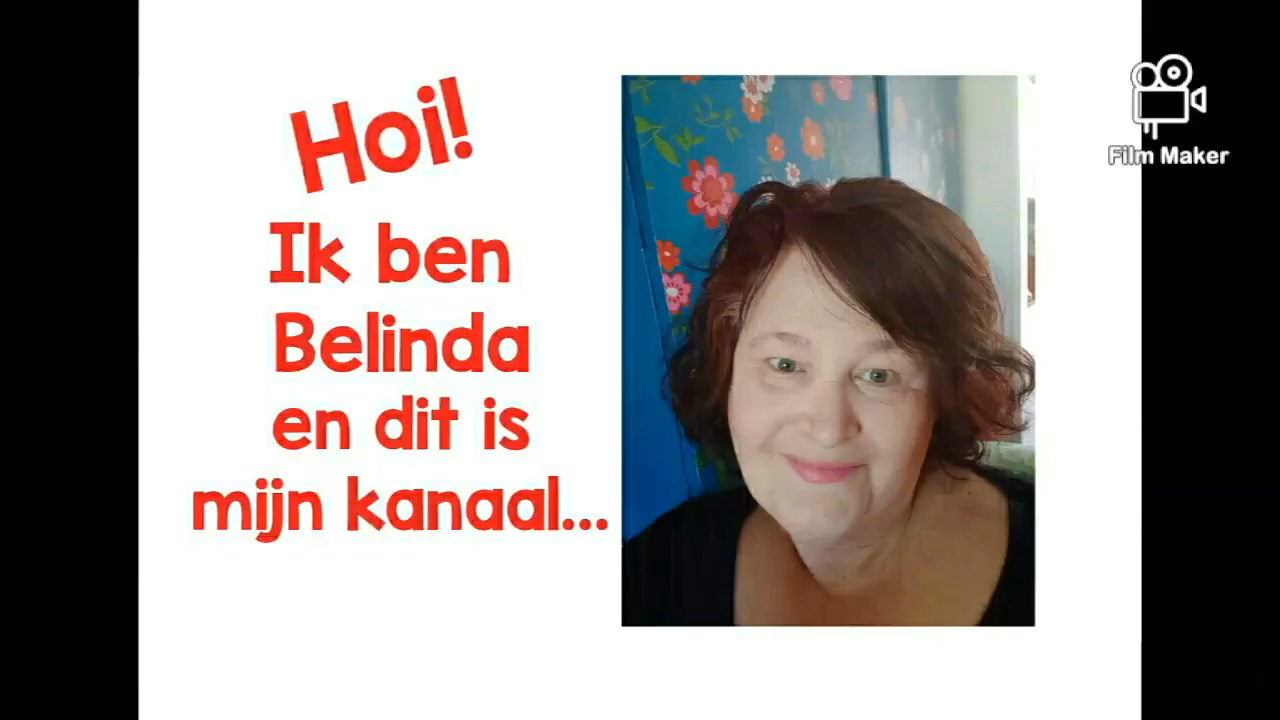 Hoi!
Ik ben
Belinda
en dit is
mijn kanaal...
Film Maker